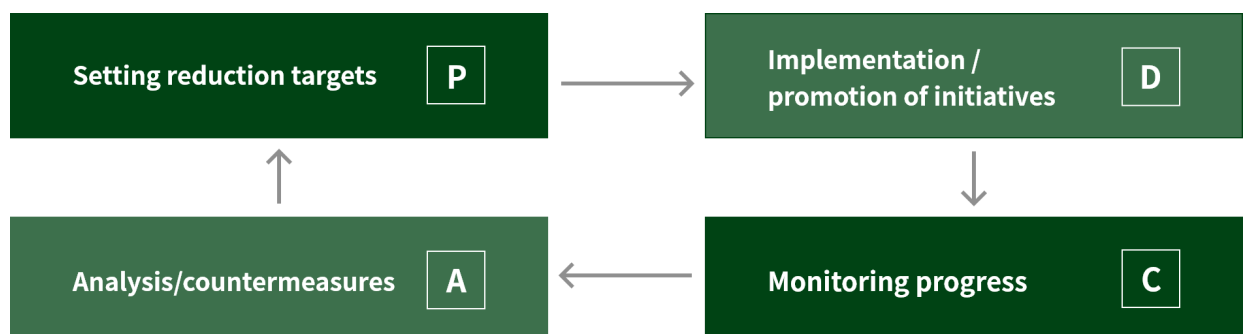 Setting reduction targets
P
Implementation /
promotion of initiatives
D
Analysis/countermeasures
A
Monitoring progress
C